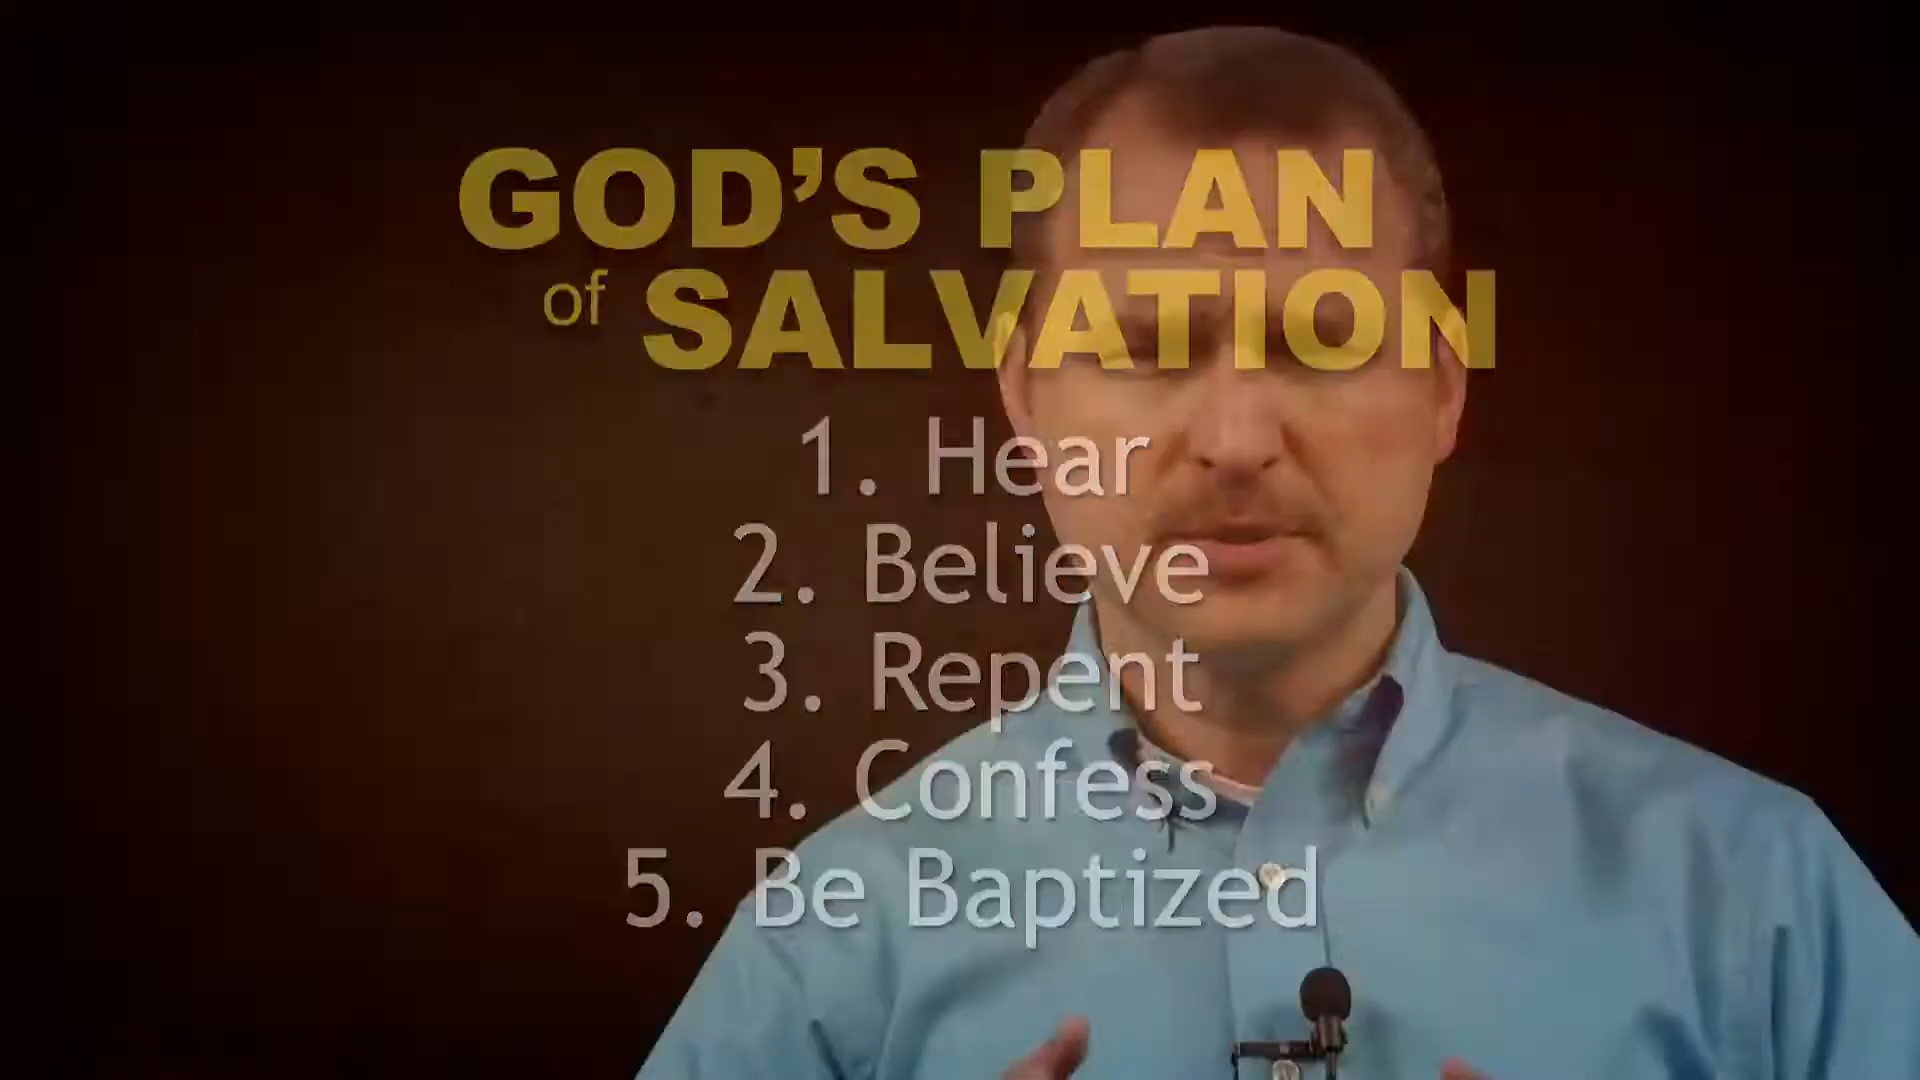 GOD'S PLAN
of SALVATION
1. Hear
2. Believe
3. Repent
4. Confess
5. Be Baptized